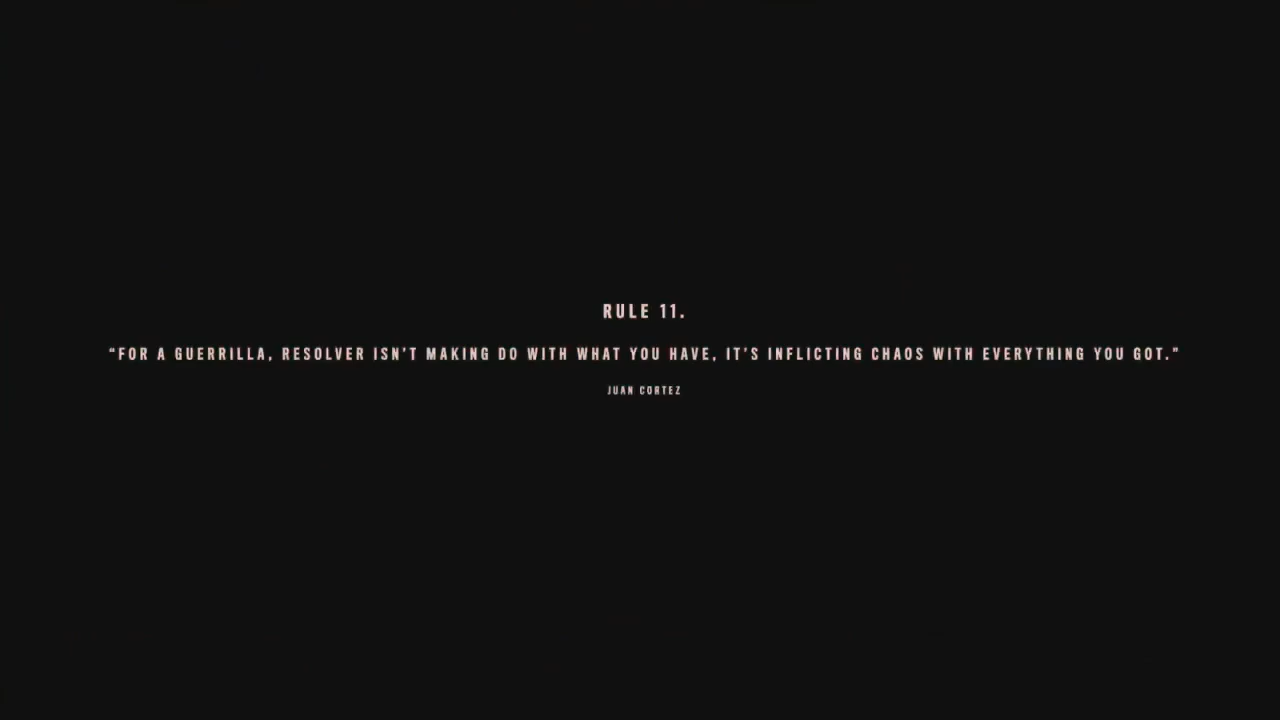 RULE 11.
“FOR A GUERRILLA, RESOLVER ISN’T MAKING DO WITH WHAT YOU HAVE, IT’S INFLICTING CHAOS WITH EVERYTHING YOU GOT.”
JUAN CORTEZ